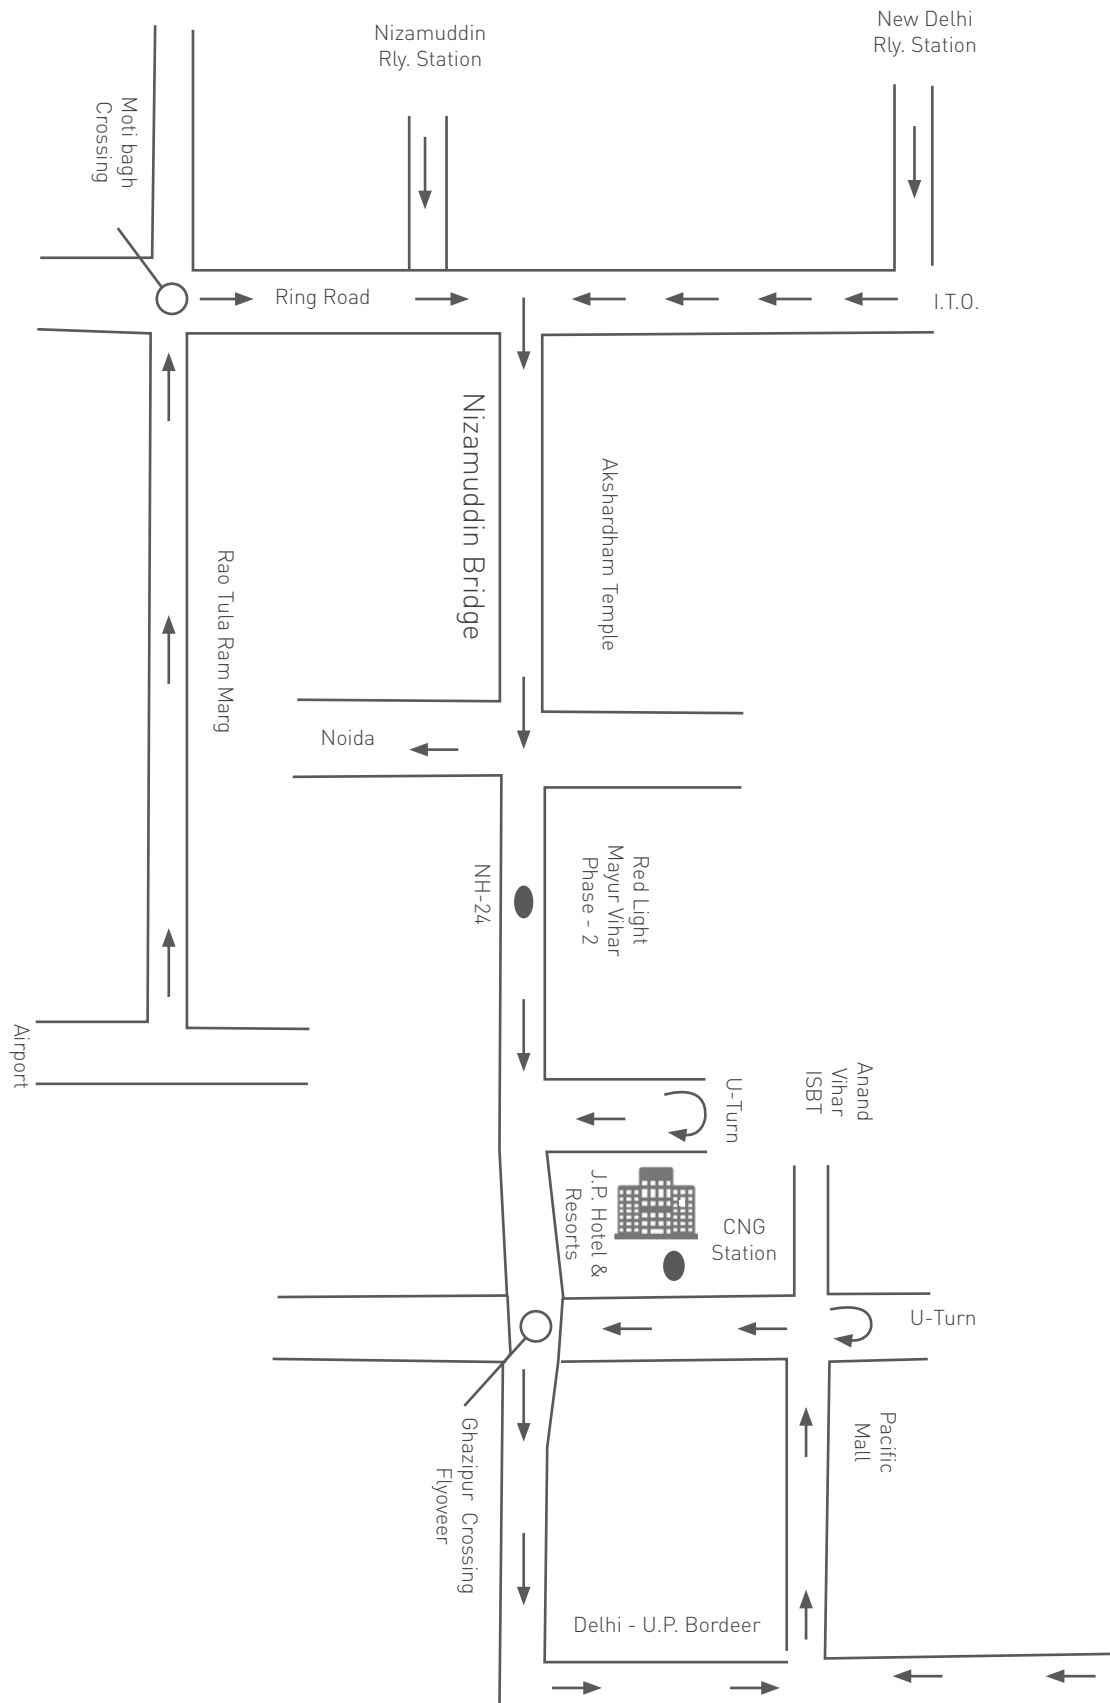 Nizamuddin
Rly. Station
New Delhi
Rly. Station
Moti bagh
Crossing
Ring Road
I.T.O.
Nizamuddin Bridge
Akshardham Temple
Rao Tula Ram Marg
Noida
NH-24
Red Light
Mayur Vihar
Phase - 2
Airport
U-Turn
Anand
Vihar
ISBT
J.P. Hotel &
Resorts
CNG
Station
U-Turn
Pacific
Mall
Ghazipur Crossing
Flyoveer
Delhi - U.P. Bordeer